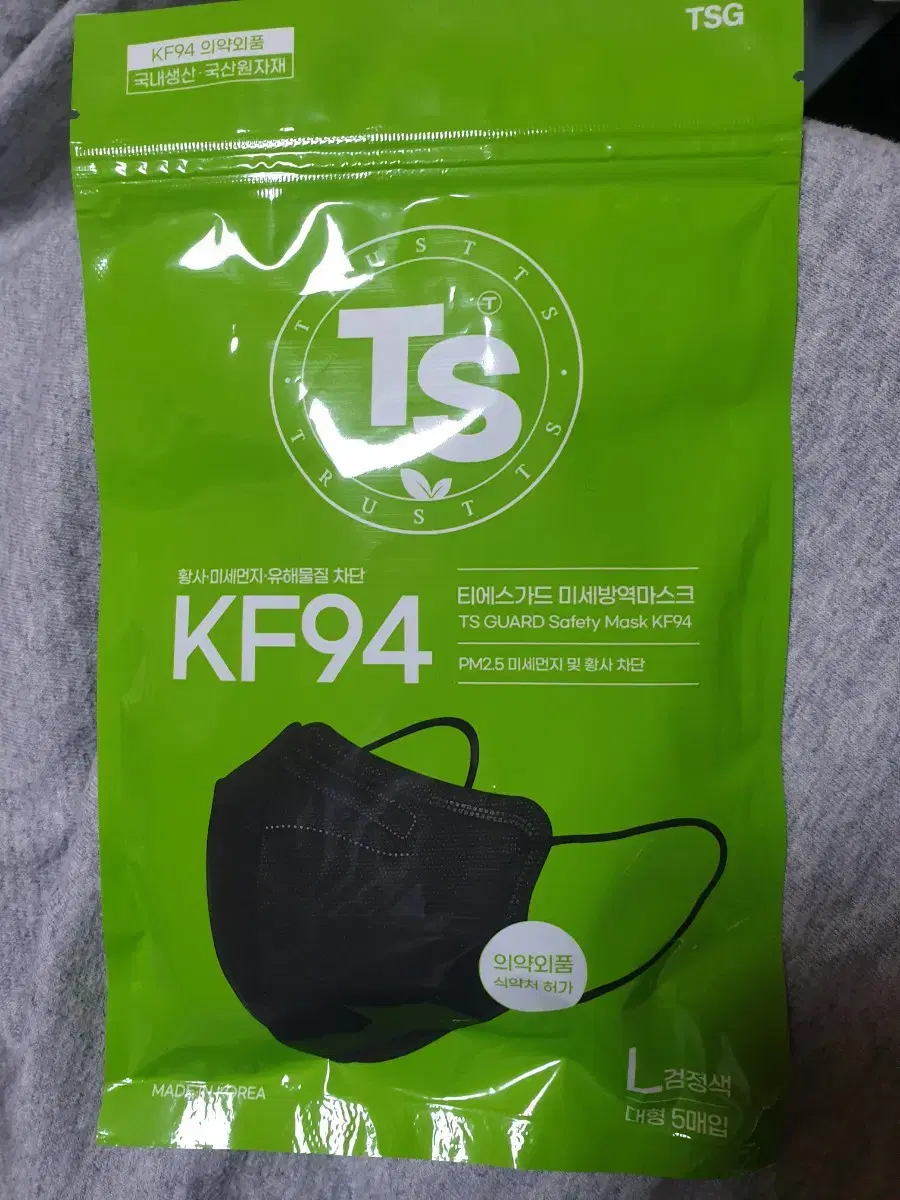 TSG
KF94 의약외품
국내생산·국산원자재
TRUST TS · TRUST TS ·
TS
T
황사·미세먼지·유해물질 차단
KF94
티에스가드 미세방역마스크
TS GUARD Safety Mask KF94
PM2.5 미세먼지 및 황사 차단
의약외품
식약처 허가
L 검정색
대형 5매입
MADE IN KOREA